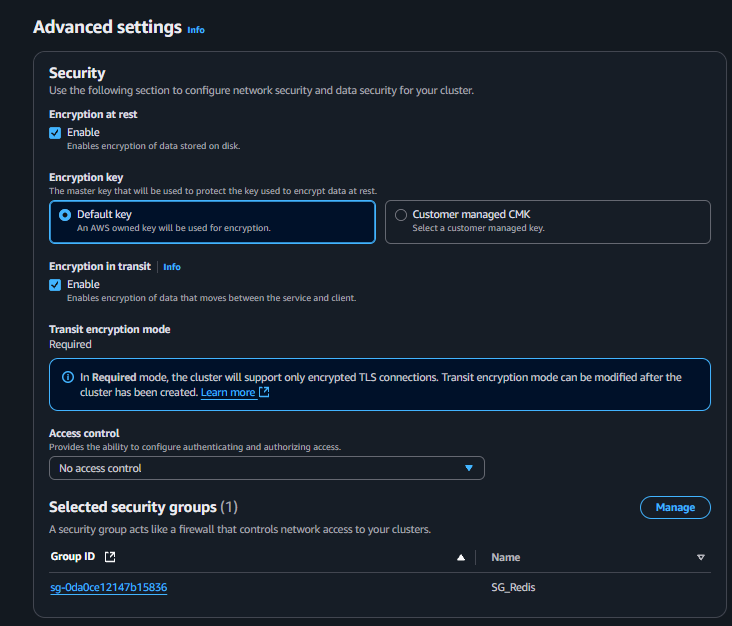 Advanced settings Info
Security
Use the following section to configure network security and data security for your cluster.
Encryption at rest
Enable
Enables encryption of data stored on disk.
Encryption key
The master key that will be used to protect the key used to encrypt data at rest.
Default key
An AWS owned key will be used for encryption.
Customer managed CMK
Select a customer managed key.
Encryption in transit Info
Enable
Enables encryption of data that moves between the service and client.
Transit encryption mode
Required
In Required mode, the cluster will support only encrypted TLS connections. Transit encryption mode can be modified after the
cluster has been created. Learn more
Access control
Provides the ability to configure authenticating and authorizing access.
No access control
Selected security groups (1)
Manage
A security group acts like a firewall that controls network access to your clusters.
Group ID Name
sg-0da0ce12147b15836 SG_Redis